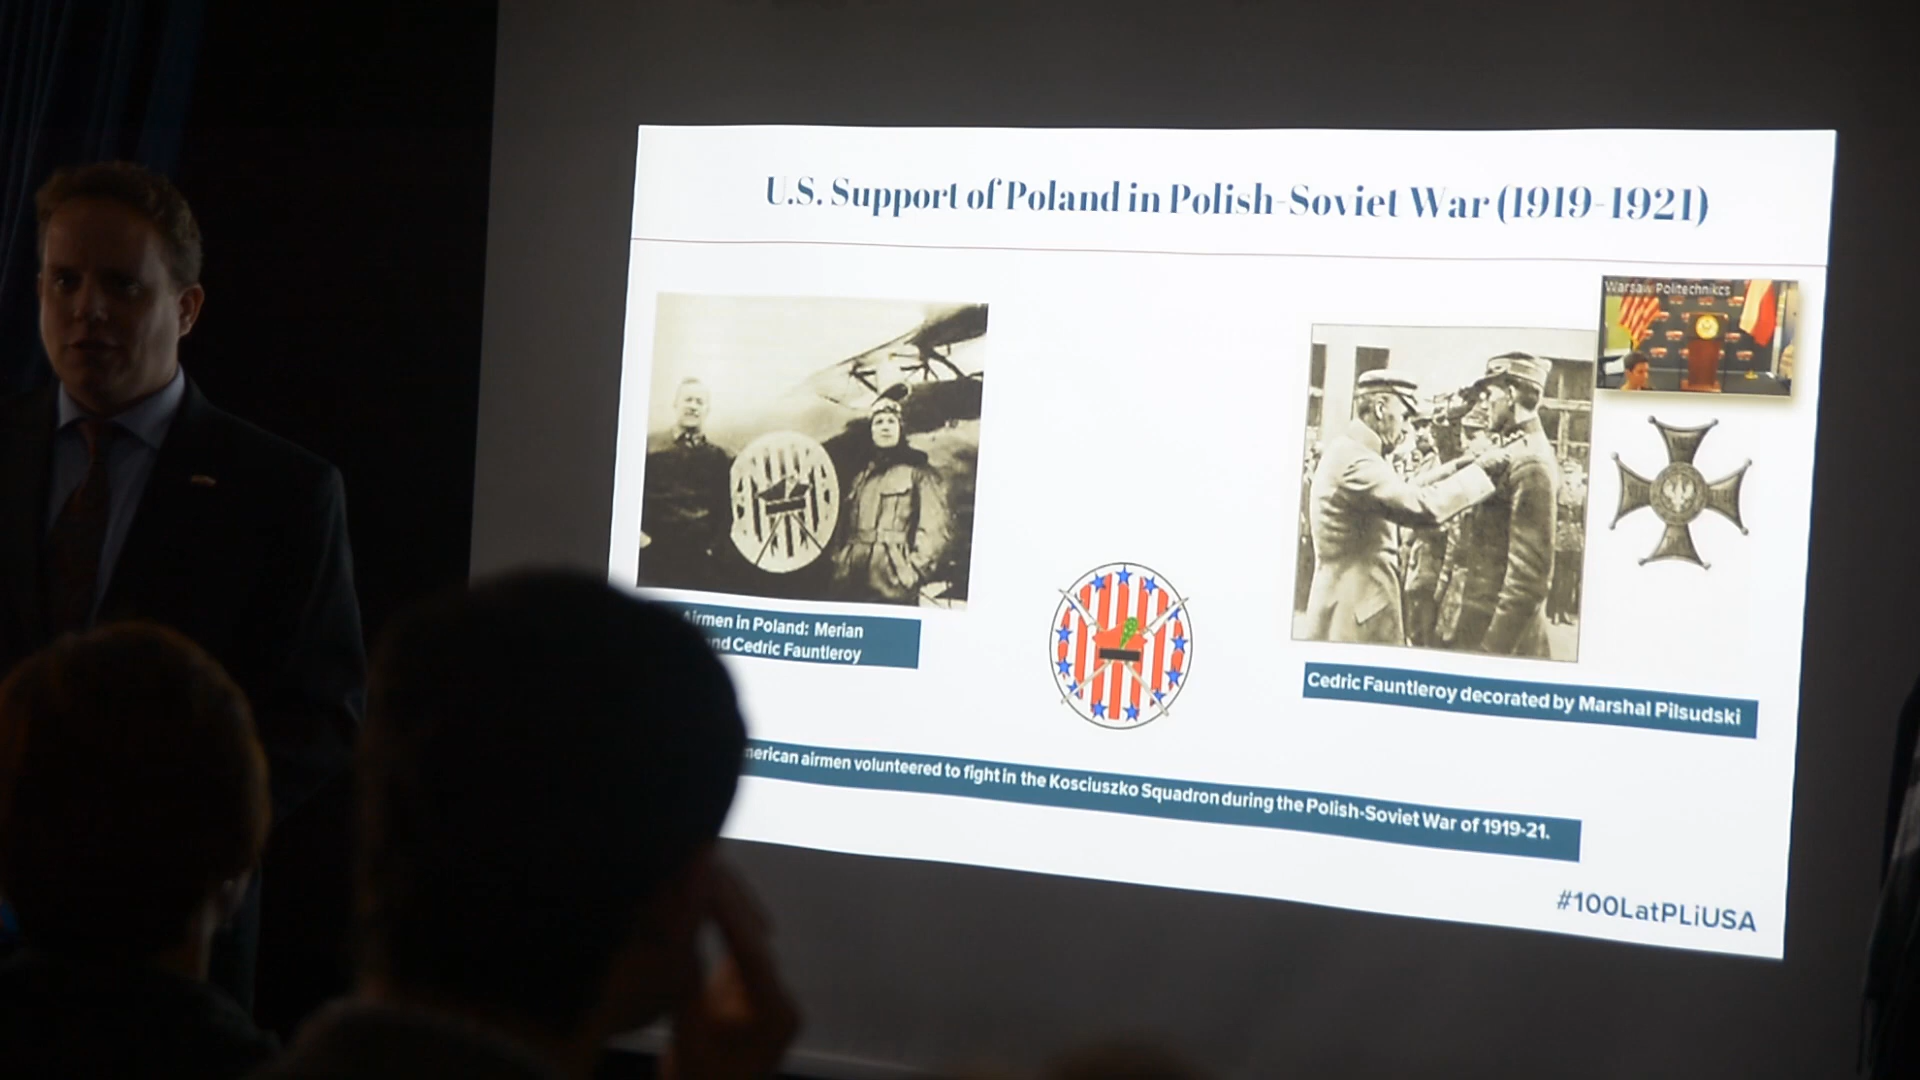 U.S. Support of Poland in Polish-Soviet War (1919-1921)
Warsaw Politechnikcs
Airmen in Poland: Merian
and Cedric Fauntleroy
Cedric Fauntleroy decorated by Marshal Pilsudski
American airmen volunteered to fight in the Kosciuszko Squadron during the Polish-Soviet War of 1919-21.
#100LatPLiUSA